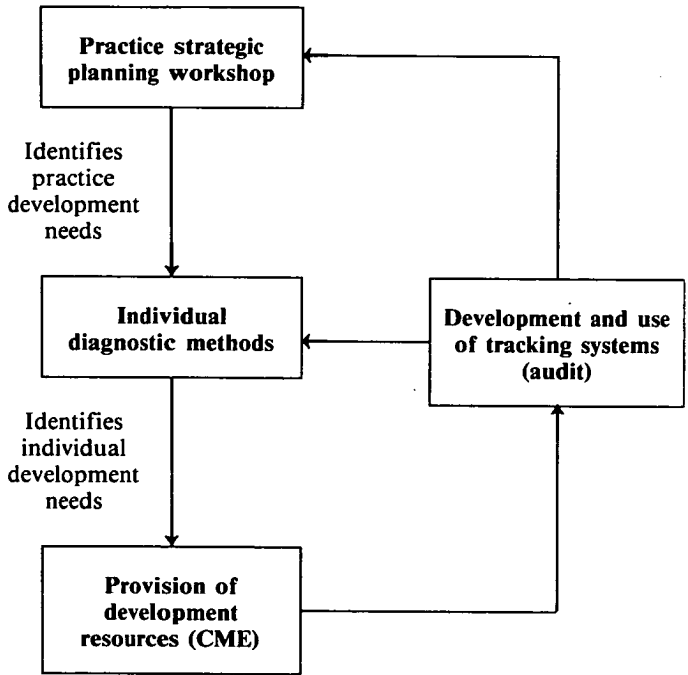 Practice strategic
planning workshop
Identifies
practice
development
needs
Individual
diagnostic methods
Development and use
of tracking systems
(audit)
Identifies
individual
development
needs
Provision of
development
resources (CME)